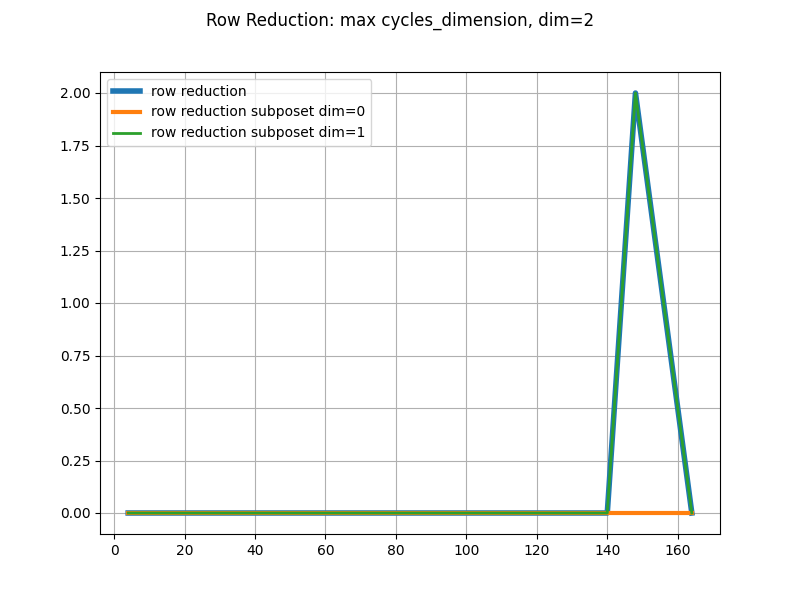 Row Reduction: max cycles_dimension, dim=2
row reduction
row reduction subposet dim=0
row reduction subposet dim=1
2.00
1.75
1.50
1.25
1.00
0.75
0.50
0.25
0.00
0 20 40 60 80 100 120 140 160